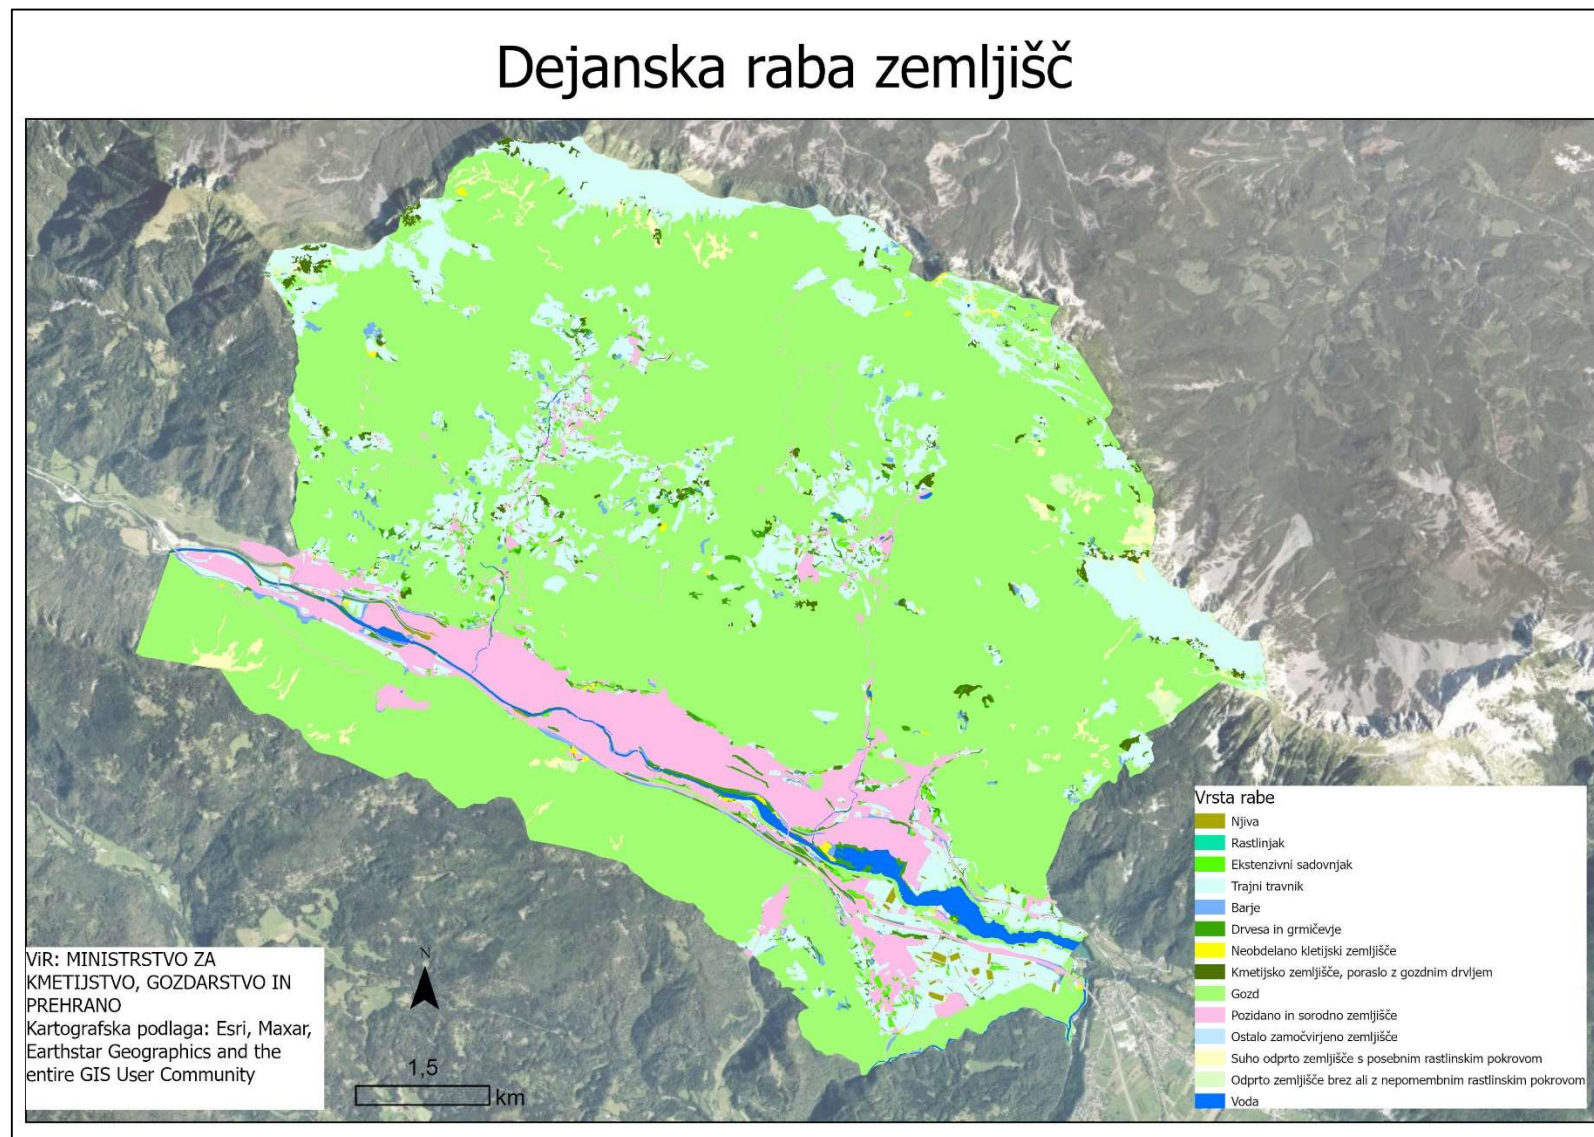 Dejanska raba zemljišč
Vrsta rabe
Njiva
Rastlinjak
Ekstenzivni sadovnjak
Trajni travnik
Barje
Drvesa in grmičevje
Neobdelano kletijski zemljišče
Kmetijsko zemljišče, poraslo z gozdnim drvljem
Gozd
Pozidano in sorodno zemljišče
Ostalo zamočvirjeno zemljišče
Suho odprto zemljišče s posebnim rastlinskim pokrovom
Odprto zemljišče brez ali z nepomembnim rastlinskim pokrovom
Voda
ViR: MINISTRSTVO ZA
KMETIJSTVO, GOZDARSTVO IN
PREHRANO
Kartografska podlaga: Esri, Maxar,
Earthstar Geographics and the
entire GIS User Community
N
1,5
km